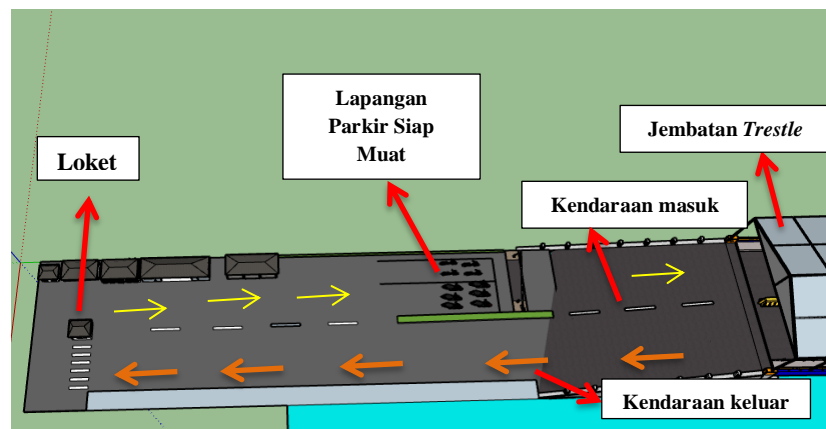 Loket
Lapangan
Parkir Siap
Muat
Jembatan Trestle
Kendaraan masuk
Kendaraan keluar